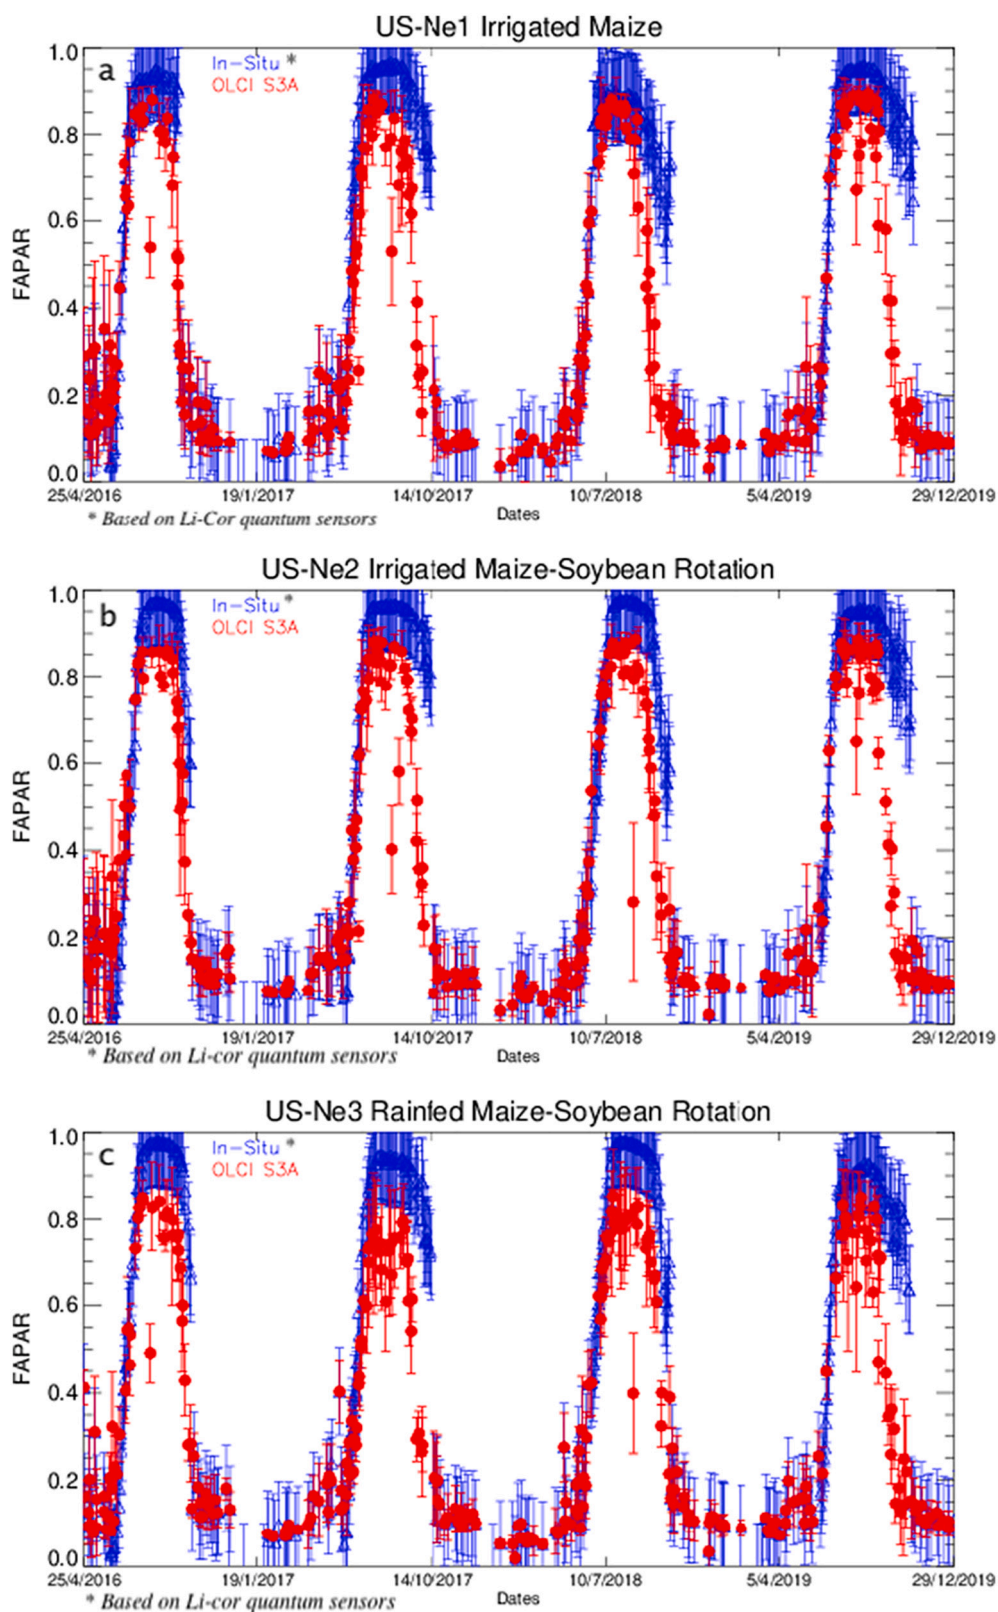 US-Ne1 Irrigated Maize
a
In-Situ *
OLCI S3A
1.0
0.8
0.6
0.4
0.2
0.0
FAPAR
25/4/2016 19/1/2017 14/10/2017 10/7/2018 5/4/2019 29/12/2019
* Based on Li-Cor quantum sensors
Dates
US-Ne2 Irrigated Maize-Soybean Rotation
b
In-Situ *
OLCI S3A
1.0
0.8
0.6
0.4
0.2
0.0
FAPAR
25/4/2016 19/1/2017 14/10/2017 10/7/2018 5/4/2019 29/12/2019
* Based on Li-cor quantum sensors
Dates
US-Ne3 Rainfed Maize-Soybean Rotation
c
In-Situ *
OLCI S3A
1.0
0.8
0.6
0.4
0.2
0.0
FAPAR
25/4/2016 19/1/2017 14/10/2017 10/7/2018 5/4/2019 29/12/2019
* Based on Li-cor quantum sensors
Dates